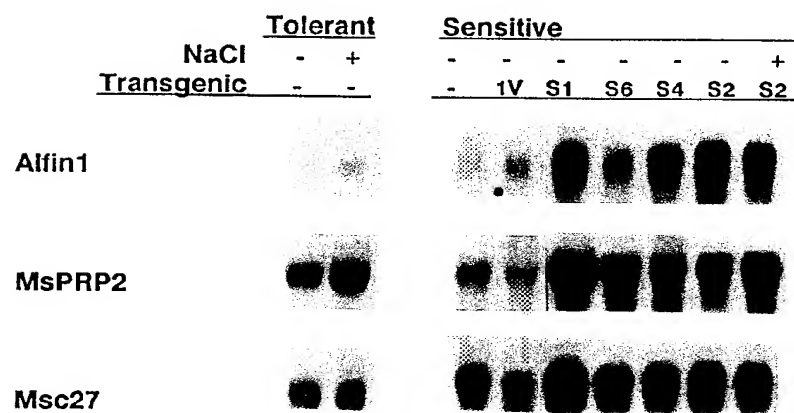 Tolerant Sensitive
NaCl - + - - - - - - +
Transgenic - - - 1V S1 S6 S4 S2 S2
Alfin1
MsPRP2
Msc27